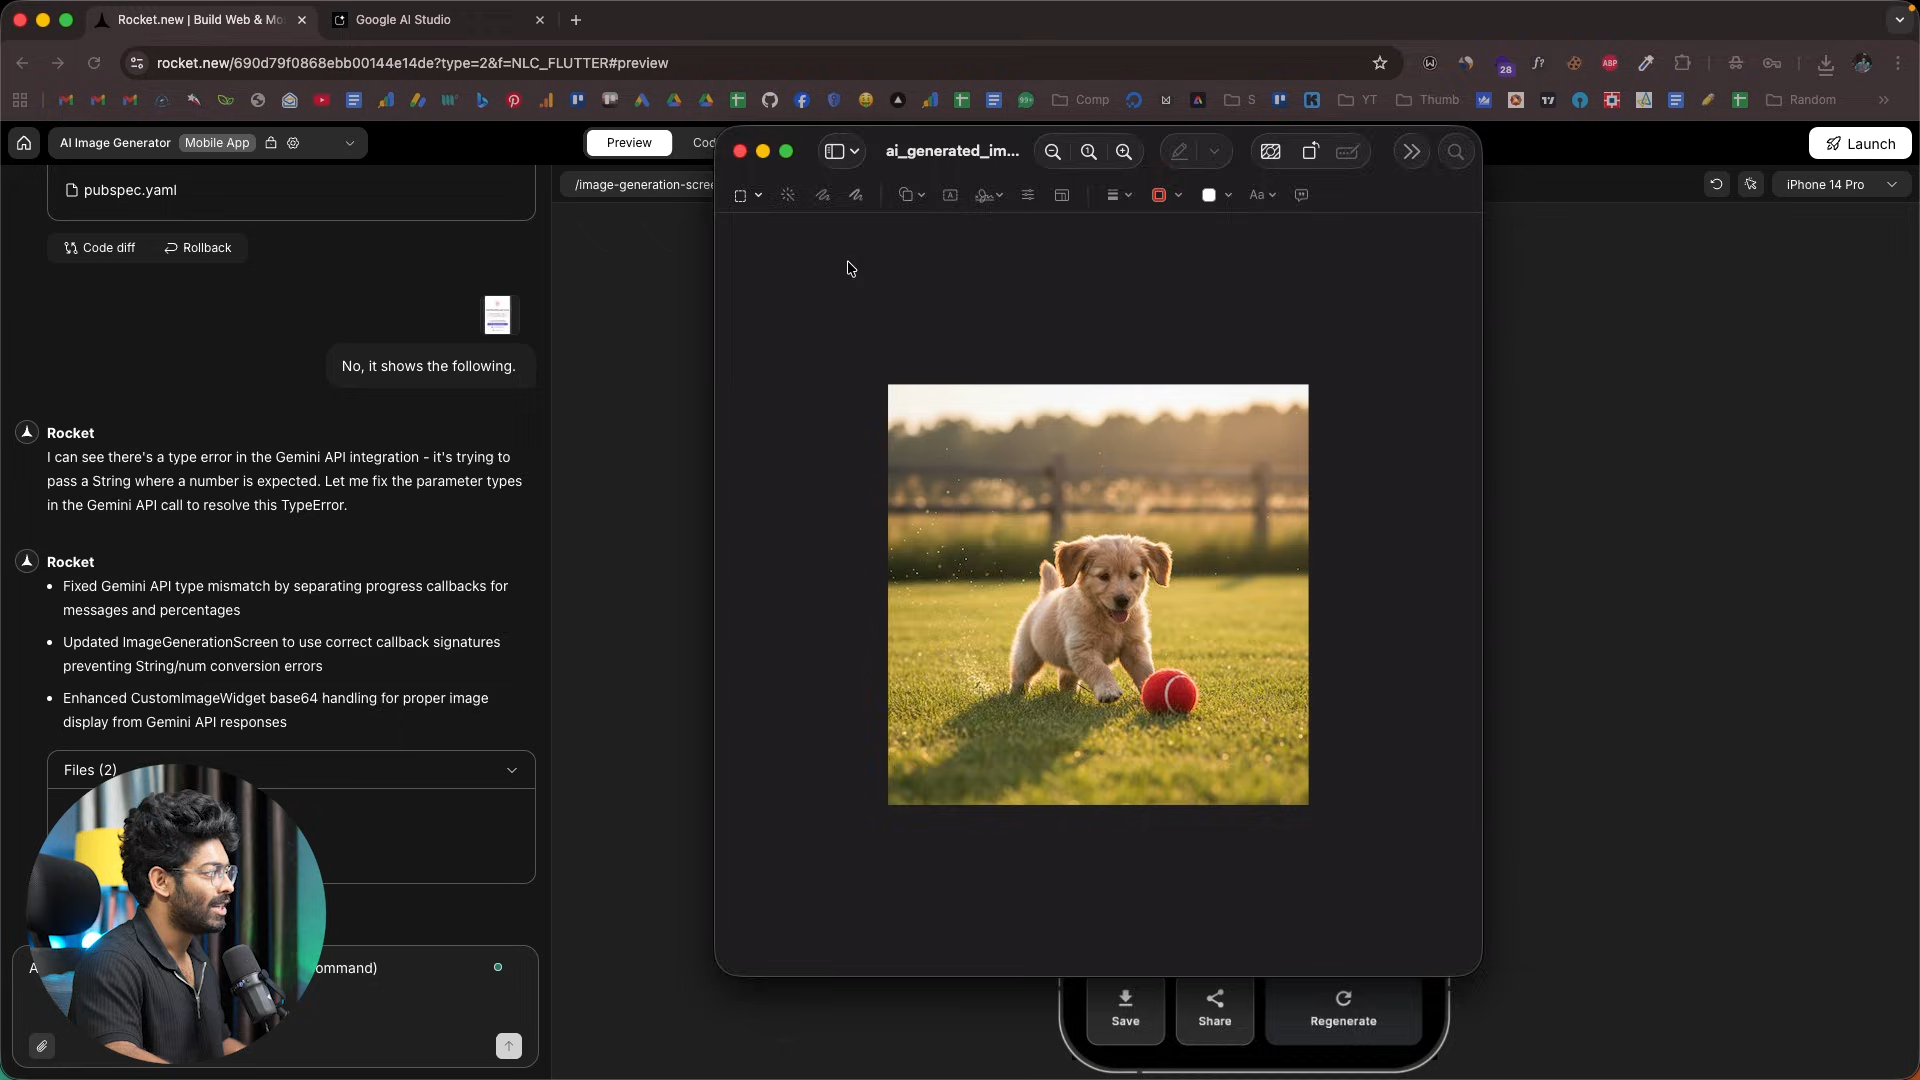 Rocket.new | Build Web & Mo
Google AI Studio
rocket.new/690d79f0868ebb00144e14de?type=2&f=NLC_FLUTTER#preview
28
ABP
Comp
S
YT
Thumb
Random
AI Image Generator
Mobile App
Preview
Launch
ai_generated_im...
pubspec.yaml
/image-generation-scree
iPhone 14 Pro
Aa
Code diff
Rollback
No, it shows the following.
Rocket
I can see there's a type error in the Gemini API integration - it's trying to
pass a String where a number is expected. Let me fix the parameter types
in the Gemini API call to resolve this TypeError.
Rocket
• Fixed Gemini API type mismatch by separating progress callbacks for
messages and percentages
• Updated ImageGenerationScreen to use correct callback signatures
preventing String/num conversion errors
• Enhanced CustomImageWidget base64 handling for proper image
display from Gemini API responses
Files (2)
ommand)
Save
Share
Regenerate